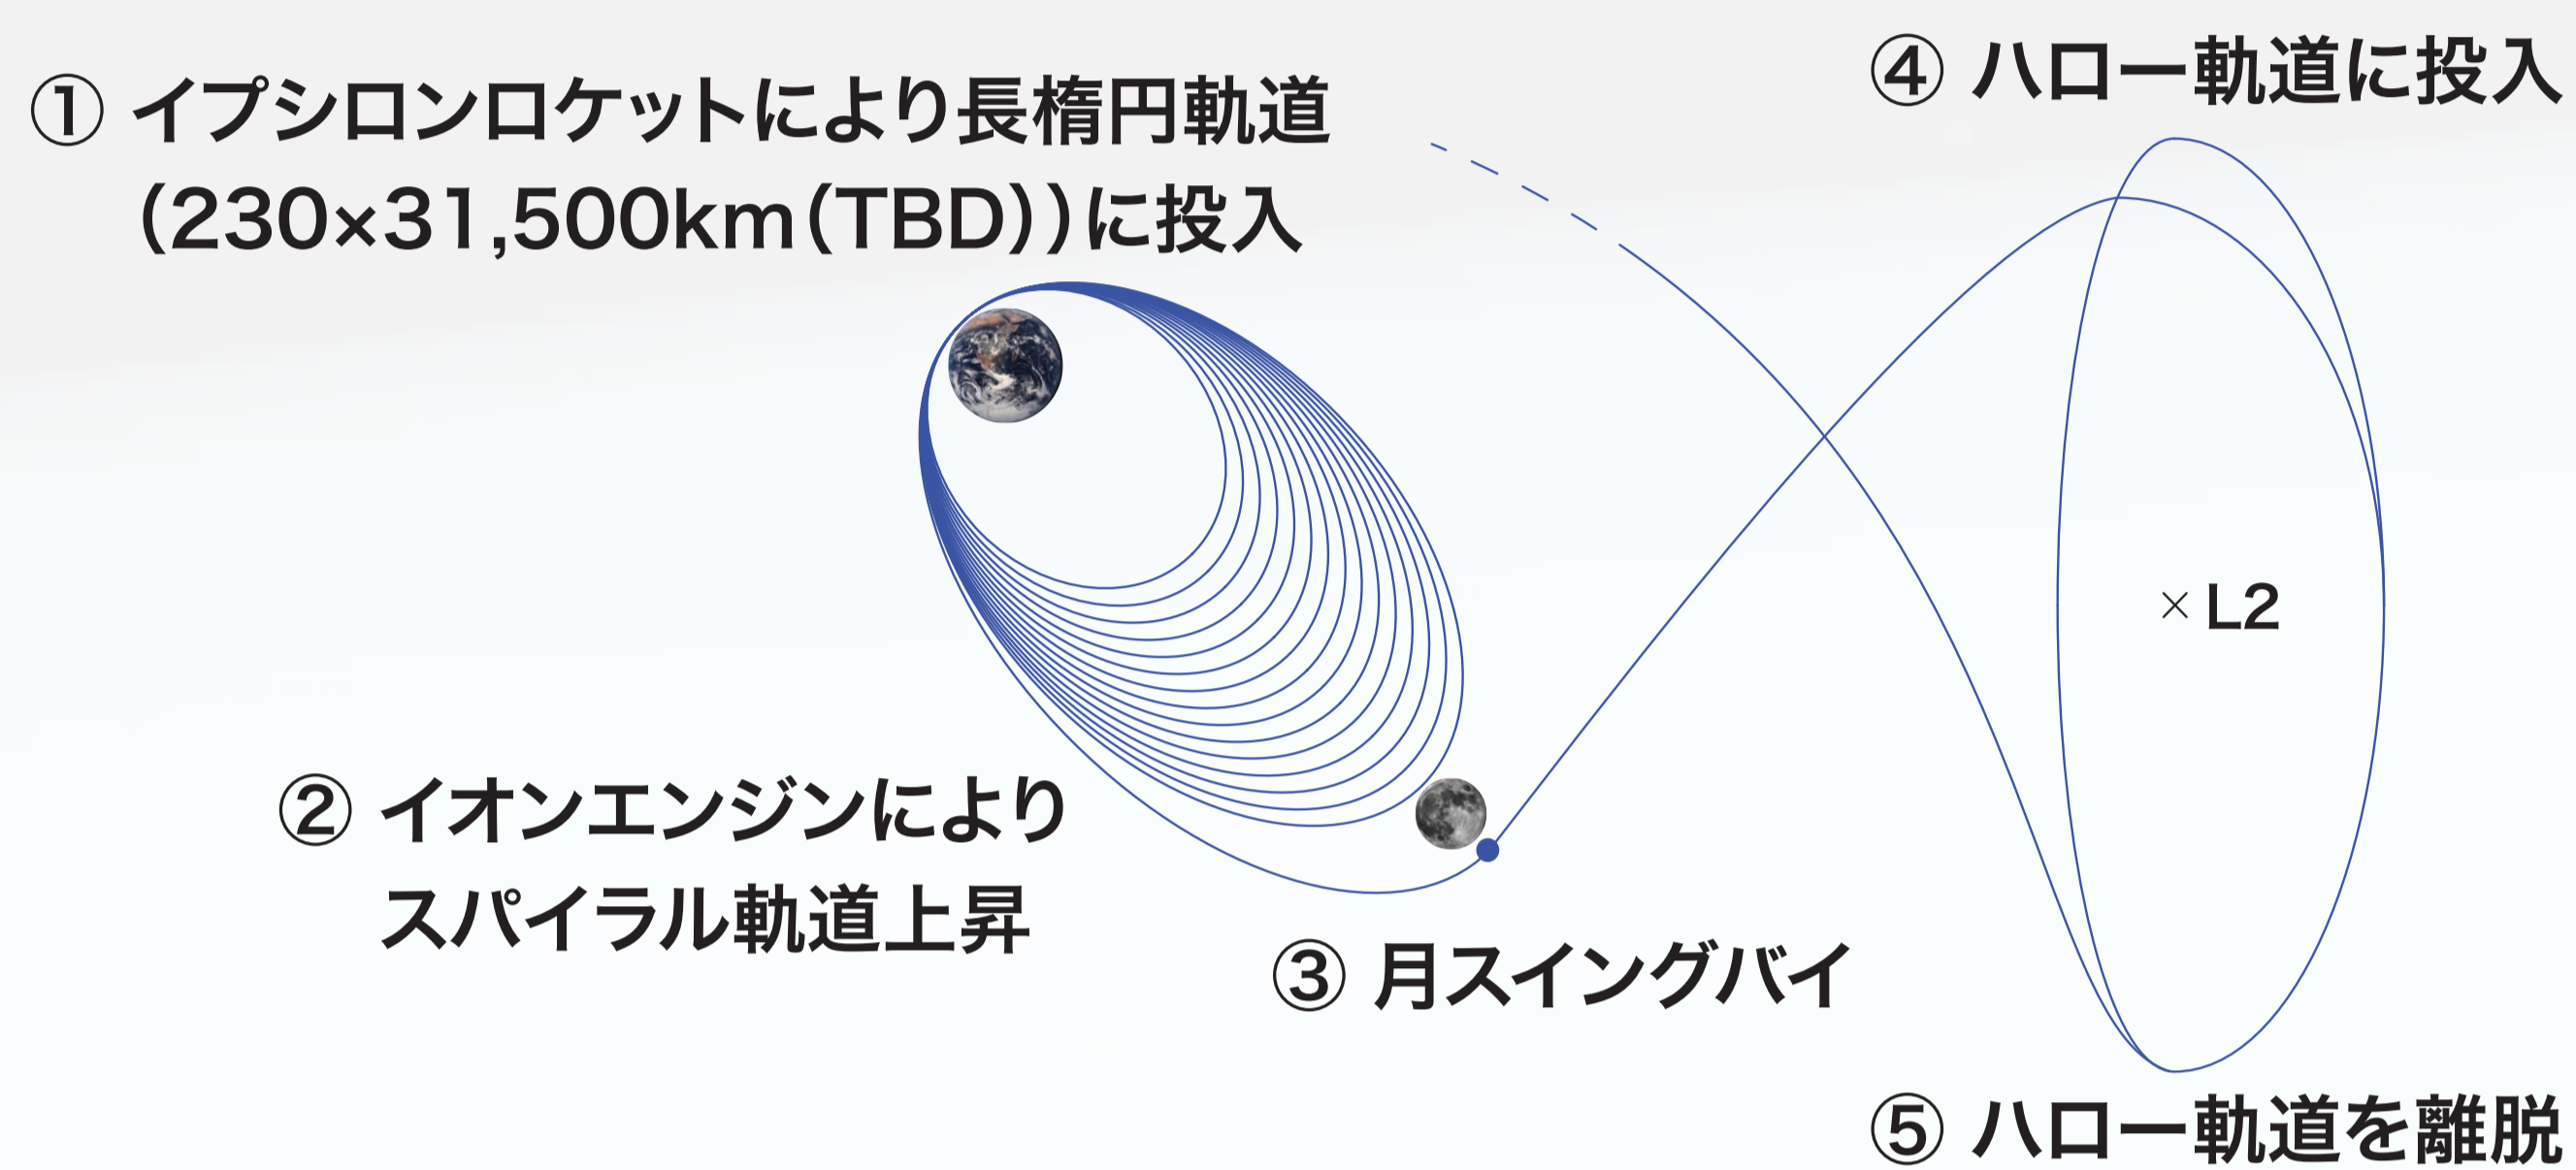 ① イプシロンロケットにより長楕円軌道
（230×31,500km（TBD））に投入
② イオンエンジンにより
スパイラル軌道上昇
③ 月スイングバイ
④ ハロー軌道に投入
× L2
⑤ ハロー軌道を離脱